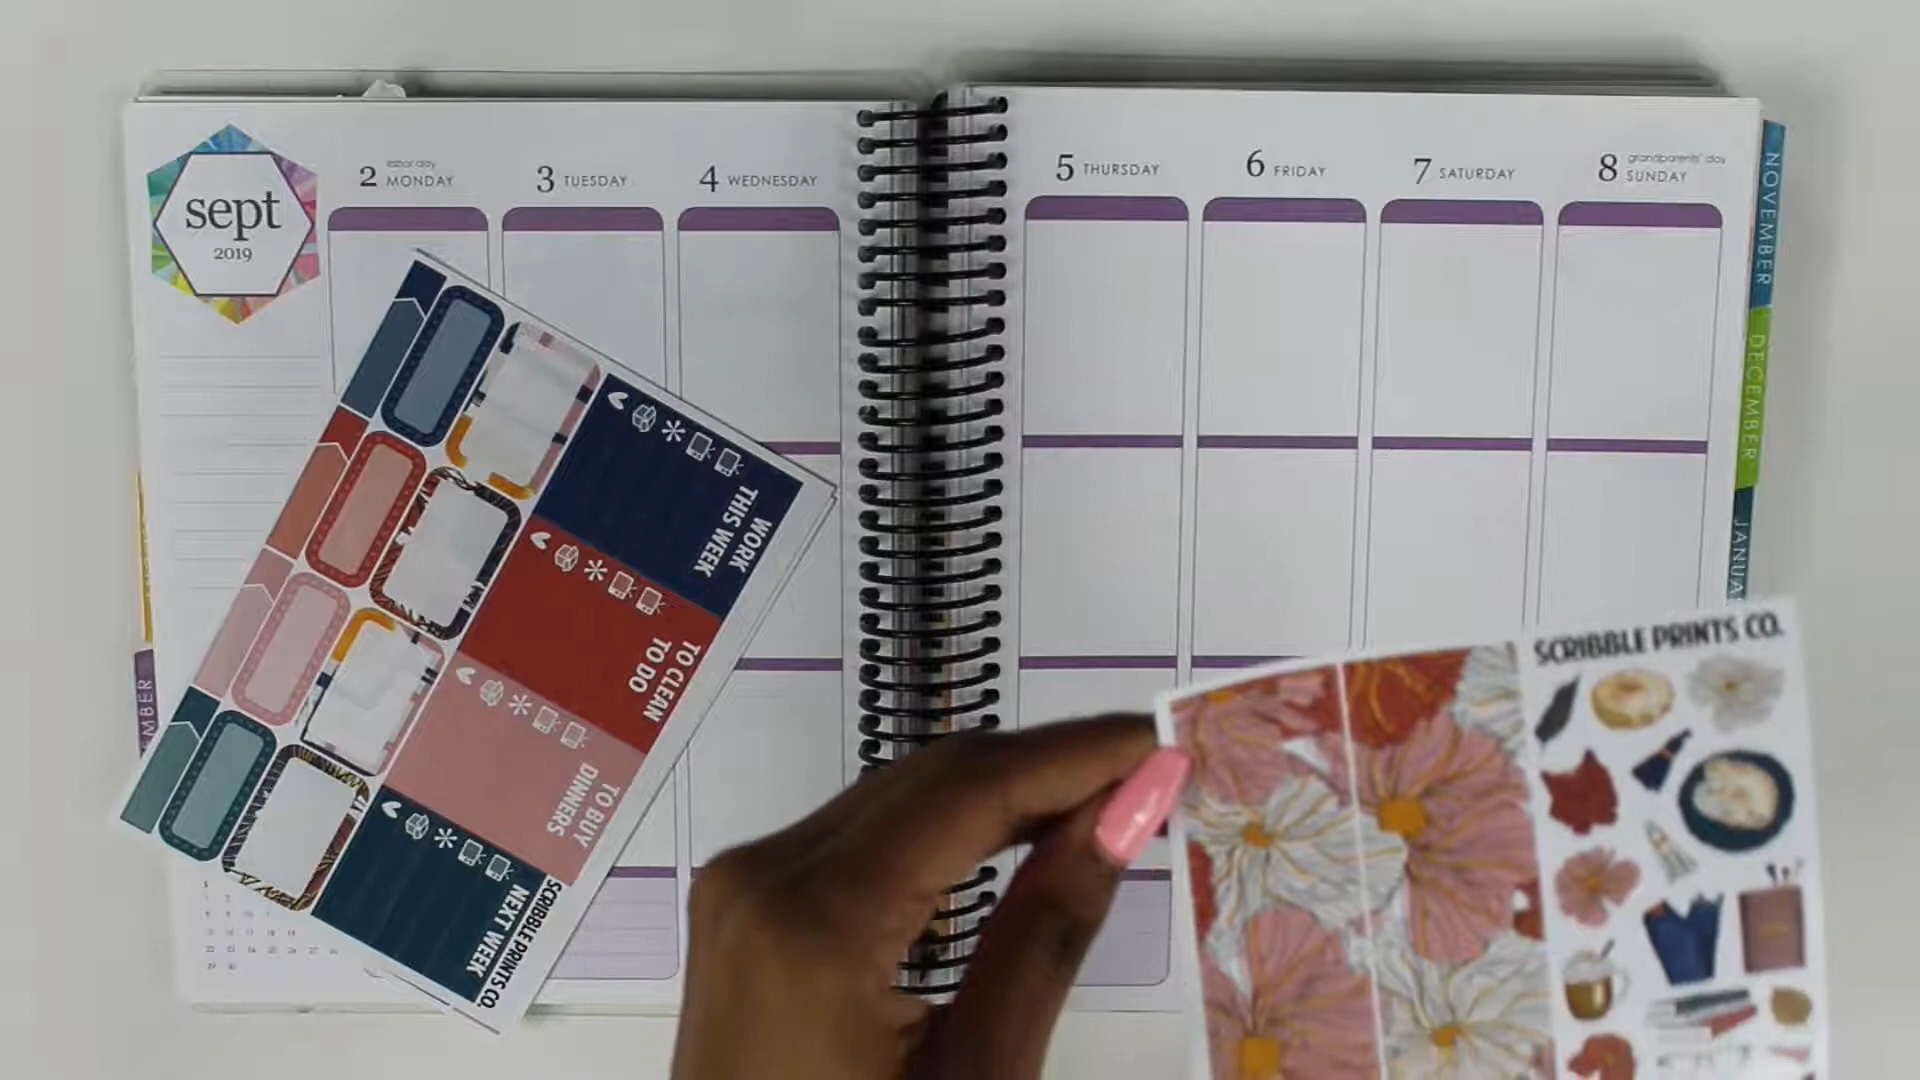 sept
2019
2 labor day
MONDAY
3 TUESDAY
4 WEDNESDAY
5 THURSDAY
6 FRIDAY
7 SATURDAY
8 grandparents' day
SUNDAY
NOVEMBER
DECEMBER
JANUA
MBER
WORK
THIS WEEK
TO CLEAN
TO DO
TO BUY
DINNERS
NEXT WEEK
SCRIBBLE PRINTS CO.
SCRIBBLE PRINTS CO.